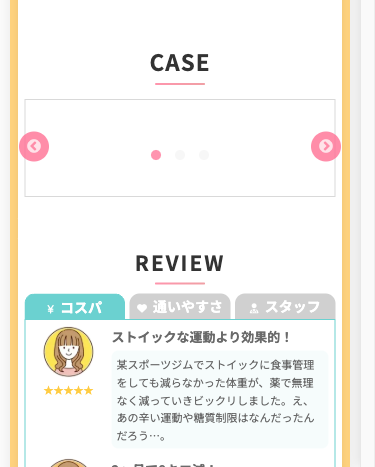 CASE
REVIEW
¥ コスパ
通いやすさ
スタッフ
ストイックな運動より効果的！
某スポーツジムでストイックに食事管理
をしても減らなかった体重が、薬で無理
なく減っていきビックリしました。え、
あの辛い運動や糖質制限はなんだったん
だろう…。